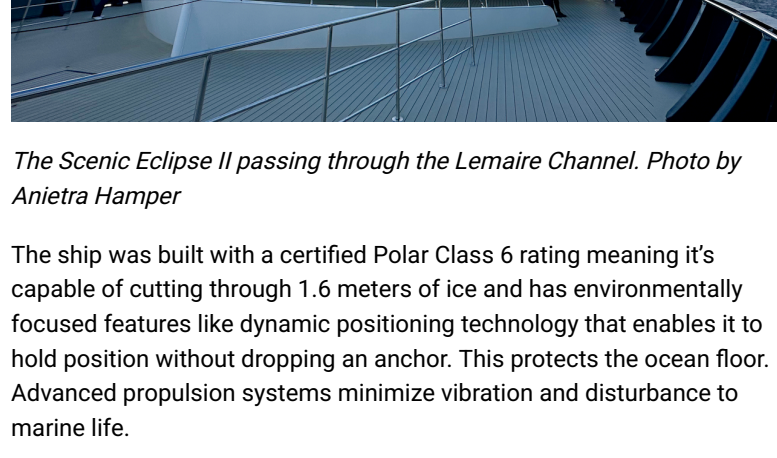 The Scenic Eclipse II passing through the Lemaire Channel. Photo by
Anietra Hamper
The ship was built with a certified Polar Class 6 rating meaning it’s
capable of cutting through 1.6 meters of ice and has environmentally
focused features like dynamic positioning technology that enables it to
hold position without dropping an anchor. This protects the ocean floor.
Advanced propulsion systems minimize vibration and disturbance to
marine life.